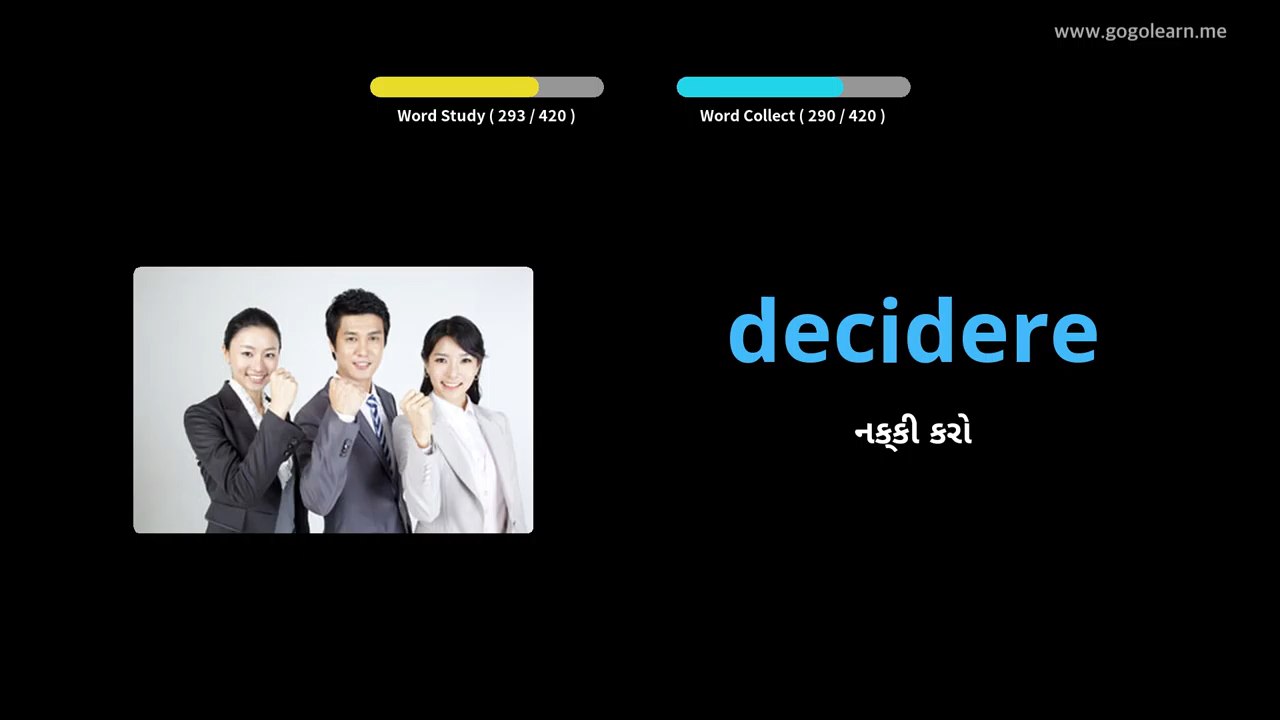 www.gogolearn.me
Word Study ( 293 / 420 )
Word Collect ( 290 / 420 )
decidere
નક્કી કરો